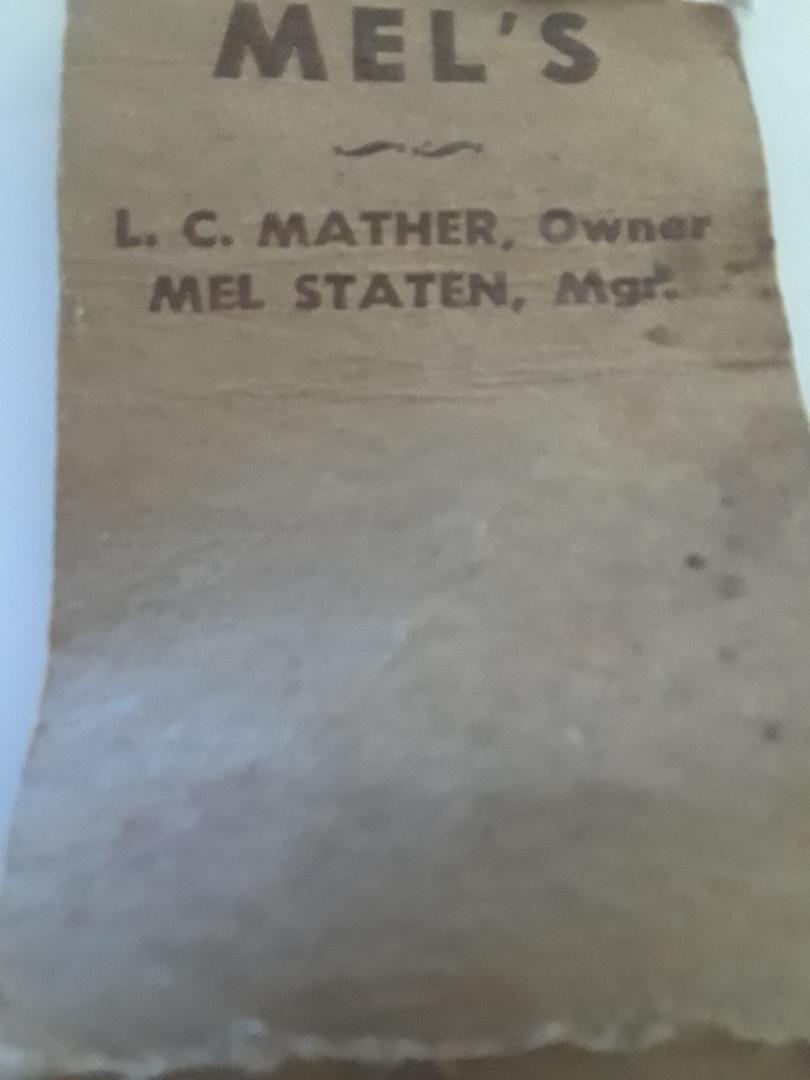 MEL'S
L. C. MATHER, Owner
MEL STATEN, Mgr.